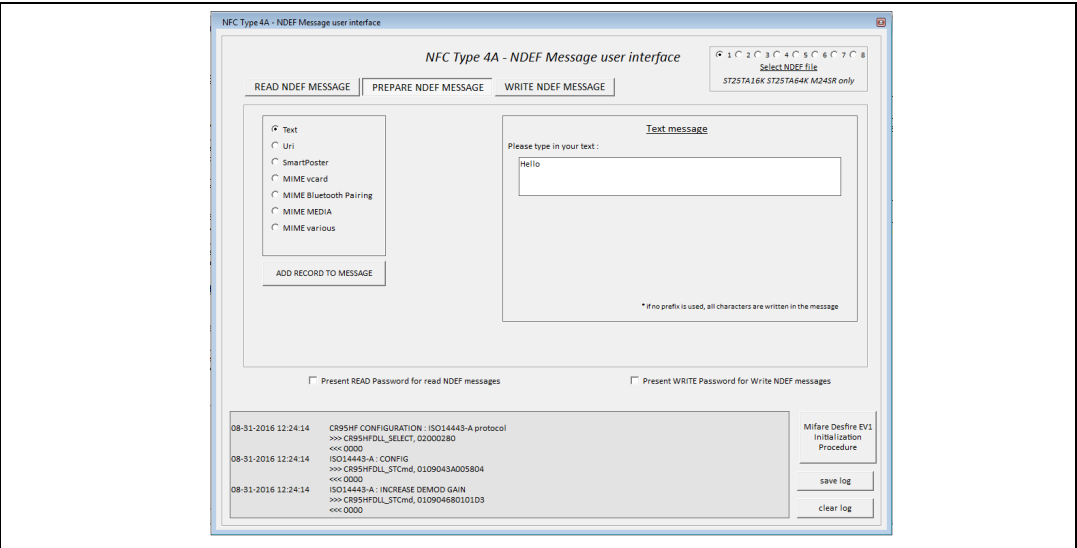 NFC Type 4A - NDEF Message user interface
NFC Type 4A - NDEF Message user interface
1 2 3 4 5 6 7 8
Select NDEF file
ST25TA16K ST25TA64K M24SR only
READ NDEF MESSAGE PREPARE NDEF MESSAGE WRITE NDEF MESSAGE
Text
Uri
SmartPoster
MIME vcard
MIME Bluetooth Pairing
MIME MEDIA
MIME various
ADD RECORD TO MESSAGE
Text message
Please type in your text :
Hello
* if no prefix is used, all characters are written in the message
Present READ Password for read NDEF messages
Present WRITE Password for Write NDEF messages
08-31-2016 12:24:14 CR95HF CONFIGURATION : ISO14443-A protocol
>>> CR95HFDLL_SELECT, 02000280
<<< 0000
08-31-2016 12:24:14 ISO14443-A : CONFIG
>>> CR95HFDLL_STCmd, 0109043A005804
<<< 0000
08-31-2016 12:24:14 ISO14443-A : INCREASE DEMOD GAIN
>>> CR95HFDLL_STCmd, 010904680101D3
<<< 0000
Mifare Desfire EV1
Initialization
Procedure
save log
clear log